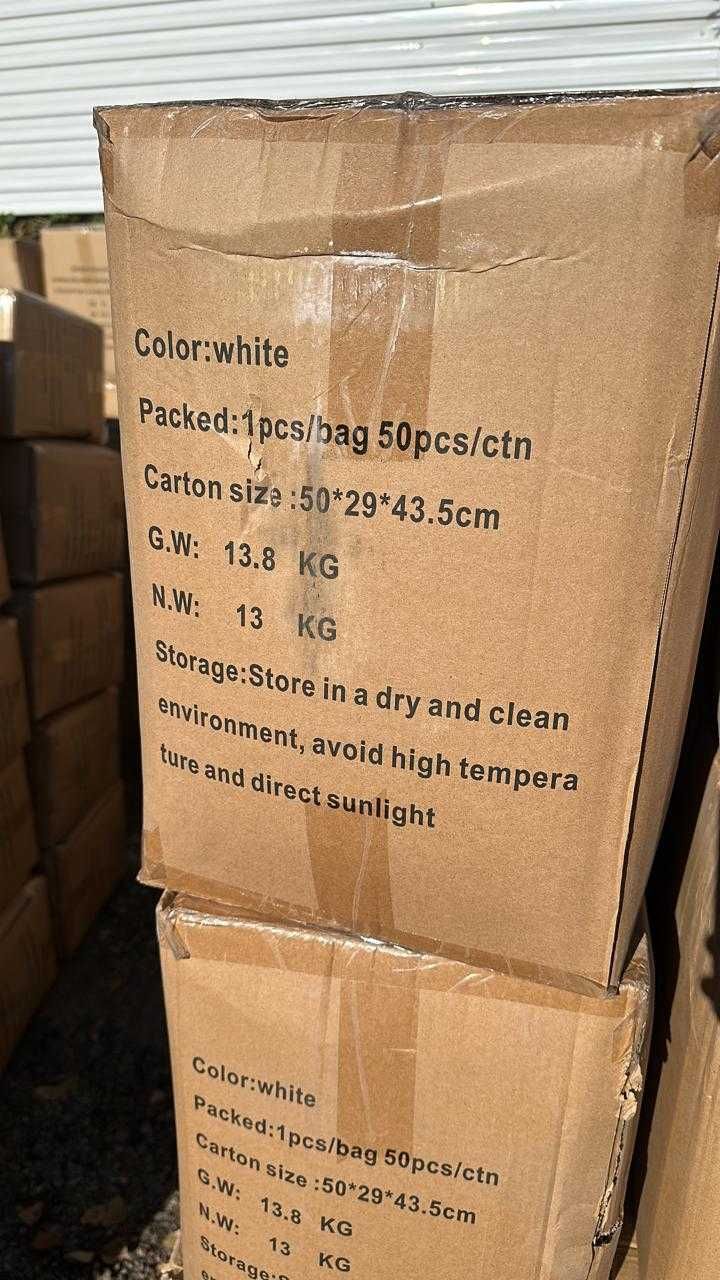 Color:white
Packed:1pcs/bag 50pcs/ctn
Carton size :50*29*43.5cm
G.W: 13.8 KG
N.W: 13 KG
Storage:Store in a dry and clean
environment, avoid high tempera
ture and direct sunlight
Color:white
Packed:1pcs/bag 50pcs/ctn
Carton size :50*29*43.5cm
G.W: 13.8 KG
N.W: 13 KG